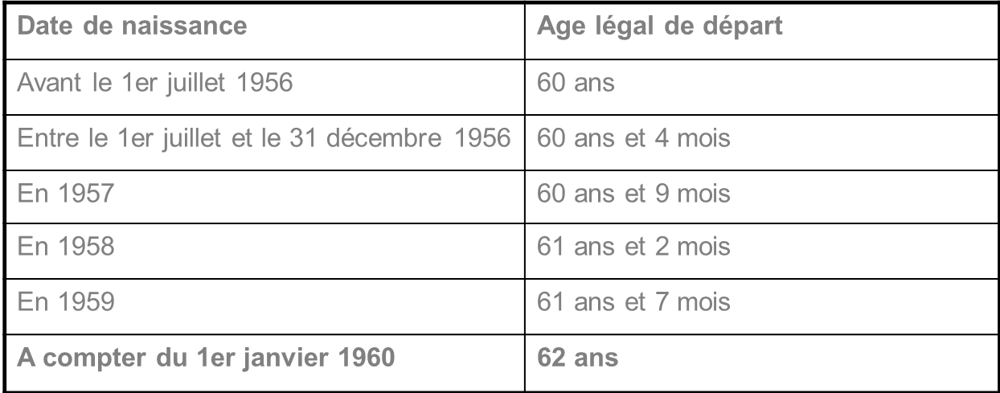 Date de naissance Age légal de départ
Avant le 1er juillet 1956 60 ans
Entre le 1er juillet et le 31 décembre 1956 60 ans et 4 mois
En 1957 60 ans et 9 mois
En 1958 61 ans et 2 mois
En 1959 61 ans et 7 mois
A compter du 1er janvier 1960 62 ans